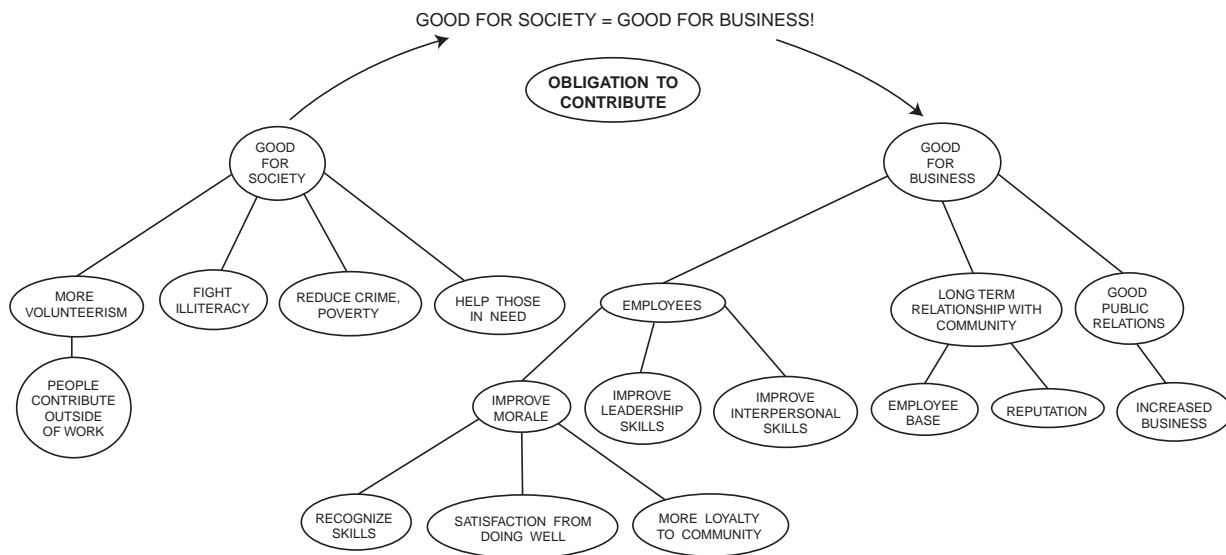 GOOD FOR SOCIETY = GOOD FOR BUSINESS!
OBLIGATION TO
CONTRIBUTE
GOOD
FOR
SOCIETY
GOOD
FOR
BUSINESS
MORE
VOLUNTEERISM
FIGHT
ILLITERACY
REDUCE CRIME,
POVERTY
HELP THOSE
IN NEED
EMPLOYEES
LONG TERM
RELATIONSHIP WITH
COMMUNITY
GOOD
PUBLIC
RELATIONS
PEOPLE
CONTRIBUTE
OUTSIDE
OF WORK
IMPROVE
MORALE
IMPROVE
LEADERSHIP
SKILLS
IMPROVE
INTERPERSONAL
SKILLS
EMPLOYEE
BASE
REPUTATION
INCREASED
BUSINESS
RECOGNIZE
SKILLS
SATISFACTION FROM
DOING WELL
MORE LOYALTY
TO COMMUNITY